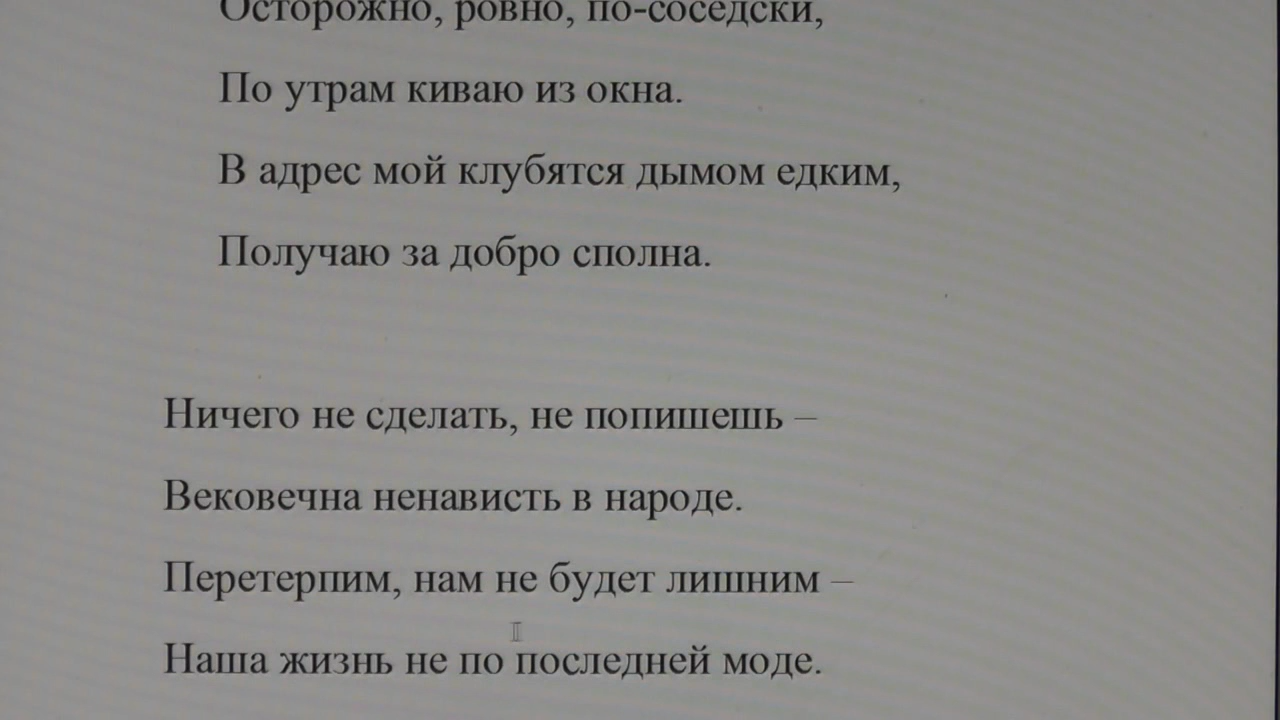 Осторожно, ровно, по-соседски,
По утрам киваю из окна.
В адрес мой клубятся дымом едким,
Получаю за добро сполна.
Ничего не сделать, не попишешь –
Вековечна ненависть в народе.
Перетерпим, нам не будет лишним –
Наша жизнь не по последней моде.